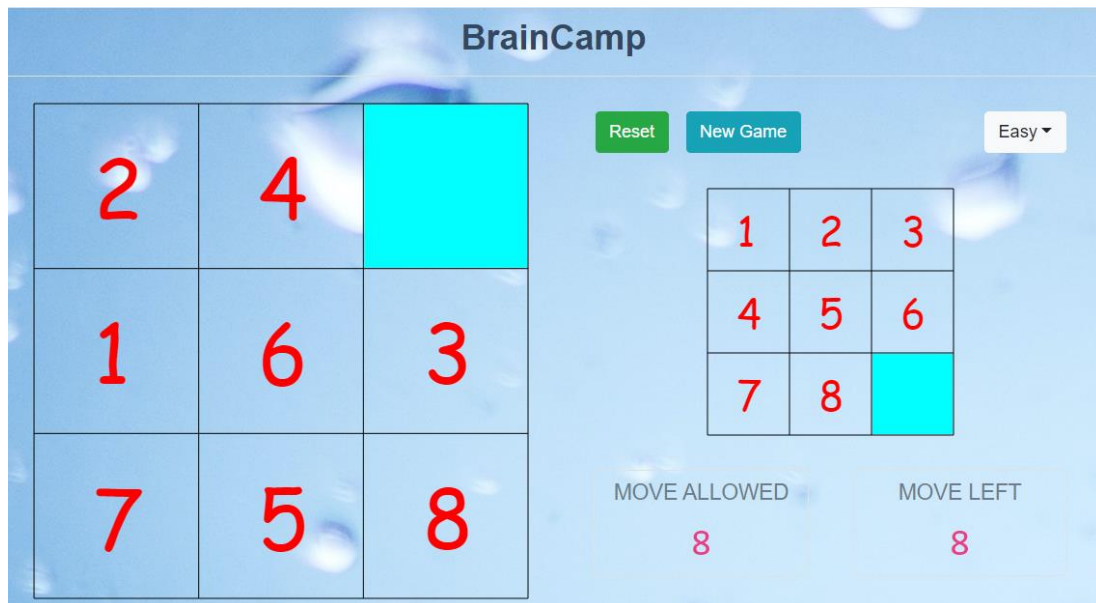 BrainCamp
2 4
1 6 3
7 5 8
Reset New Game Easy
1 2 3
4 5 6
7 8
MOVE ALLOWED MOVE LEFT
8 8